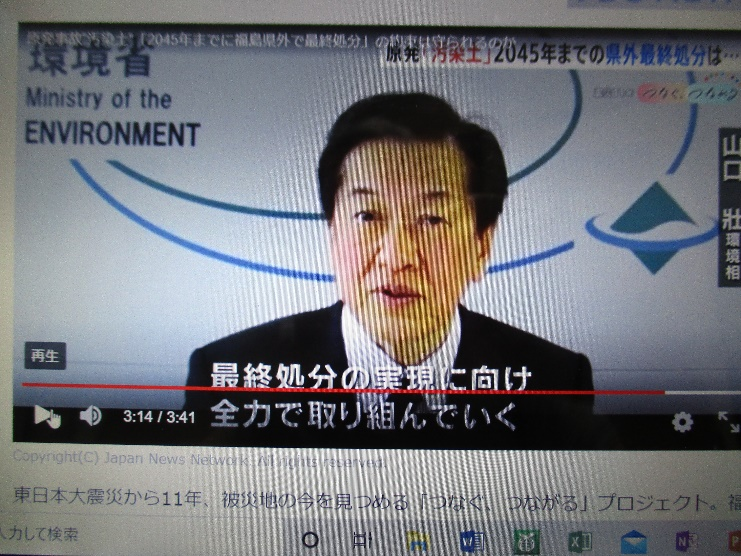 原発事故"汚染土"「2045年までに福島県外で最終処分」の約束は守られるのか
原発「汚染土」2045年までの県外最終処分は…
環境省
Ministry of the
ENVIRONMENT
つなぐ、つながる
山口 壯
環境相
再生
最終処分の実現に向け
全力で取り組んでいく
3:14 / 3:41
Copyright(C) Japan News Network. All rights reserved.
東日本大震災から11年、被災地の今を見つめる「つなぐ、つながる」プロジェクト。福
入力して検索